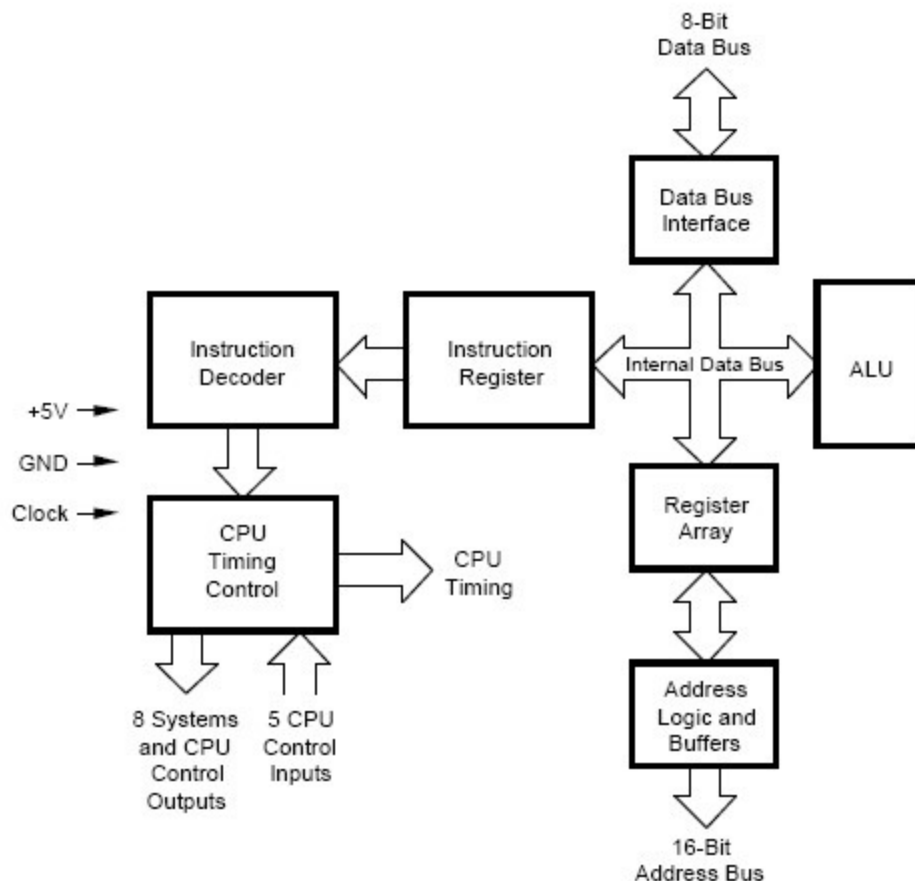 8-Bit
Data Bus
Data Bus
Interface
Instruction
Decoder
Instruction
Register
Internal Data Bus
ALU
+5V
GND
Clock
CPU
Timing
Control
CPU
Timing
Register
Array
8 Systems
and CPU
Control
Outputs
5 CPU
Control
Inputs
Address
Logic and
Buffers
16-Bit
Address Bus